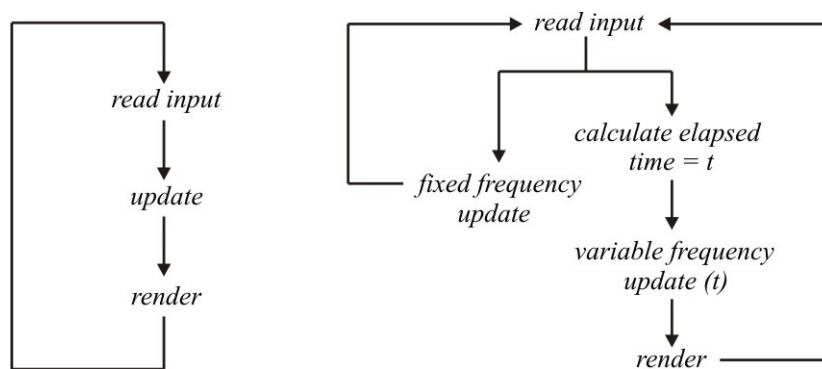 read input
update
render
read input
fixed frequency
update
calculate elapsed
time = t
variable frequency
update (t)
render